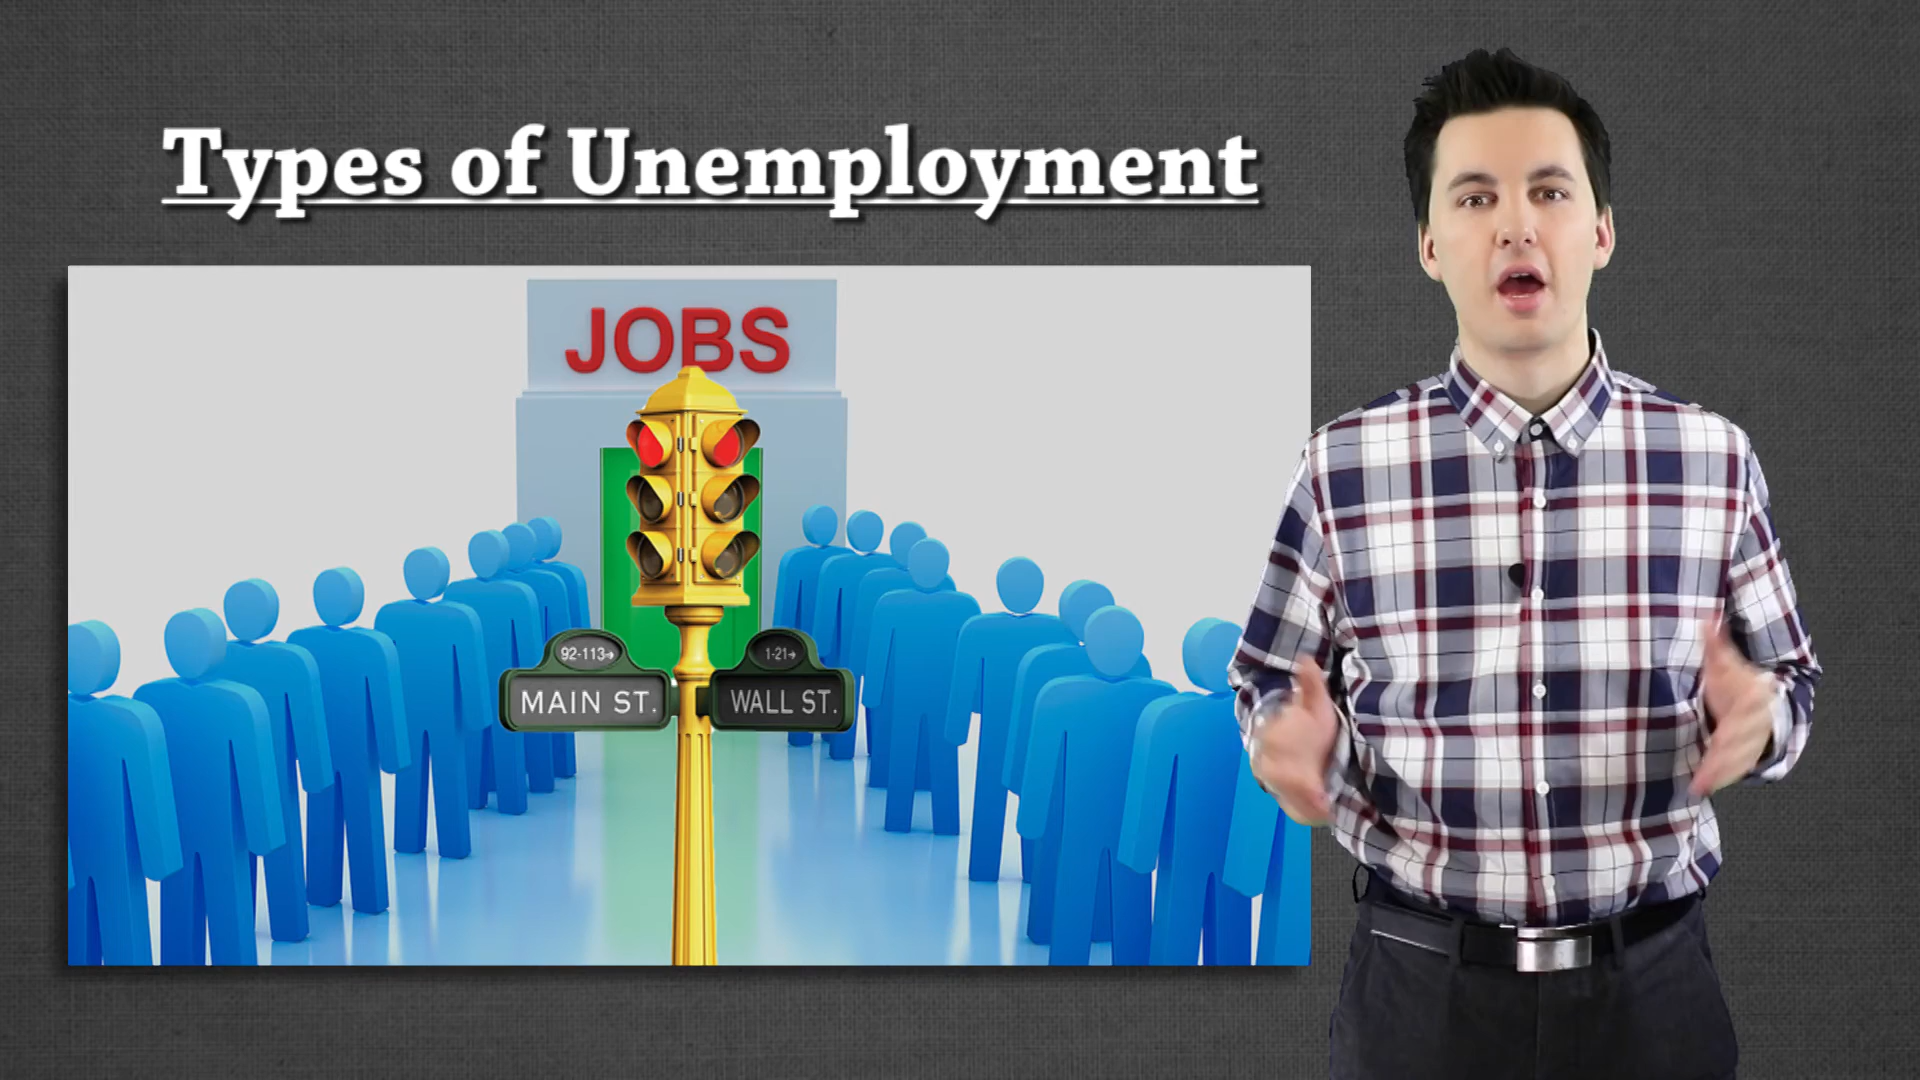 Types of Unemployment
JOBS
92-113→
1-21→
MAIN ST.
WALL ST.